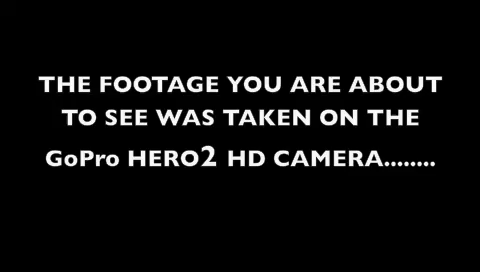 THE FOOTAGE YOU ARE ABOUT
TO SEE WAS TAKEN ON THE
GoPro HERO2 HD CAMERA........